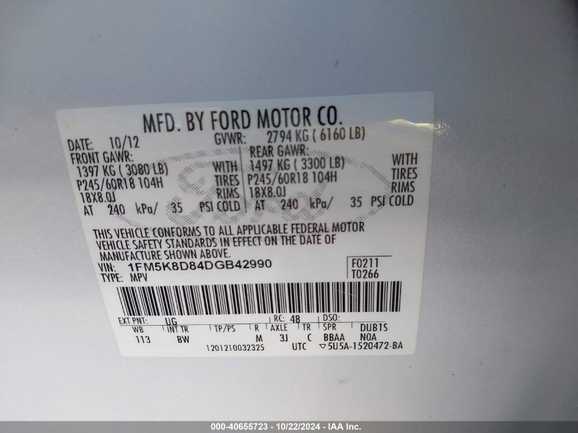 MFD. BY FORD MOTOR CO.
DATE: 10/12 GVWR: 2794 KG ( 6160 LB)
FRONT GAWR: REAR GAWR:
1397 KG ( 3080 LB) WITH 1497 KG ( 3300 LB) WITH
P245/60R18 104H TIRES P245/60R18 104H TIRES
18X8.0J RIMS 18X8.0J RIMS
AT 240 kPa/ 35 PSI COLD AT 240 kPa/ 35 PSI COLD
THIS VEHICLE CONFORMS TO ALL APPLICABLE FEDERAL MOTOR
VEHICLE SAFETY STANDARDS IN EFFECT ON THE DATE OF
MANUFACTURE SHOWN ABOVE.
VIN: 1FM5K8D84DGB42990 F0211
TYPE: MPV T0266
EXT PNT: UG RC: 48 DSO:
WB INT TR TP/PS R AXLE TR SPR DUB1S
113 BW M 3J C BBAA NOA
1201210032325 UTC ▽5U5A-1520472-BA
000-40655723 - 10/22/2024 - IAA Inc.